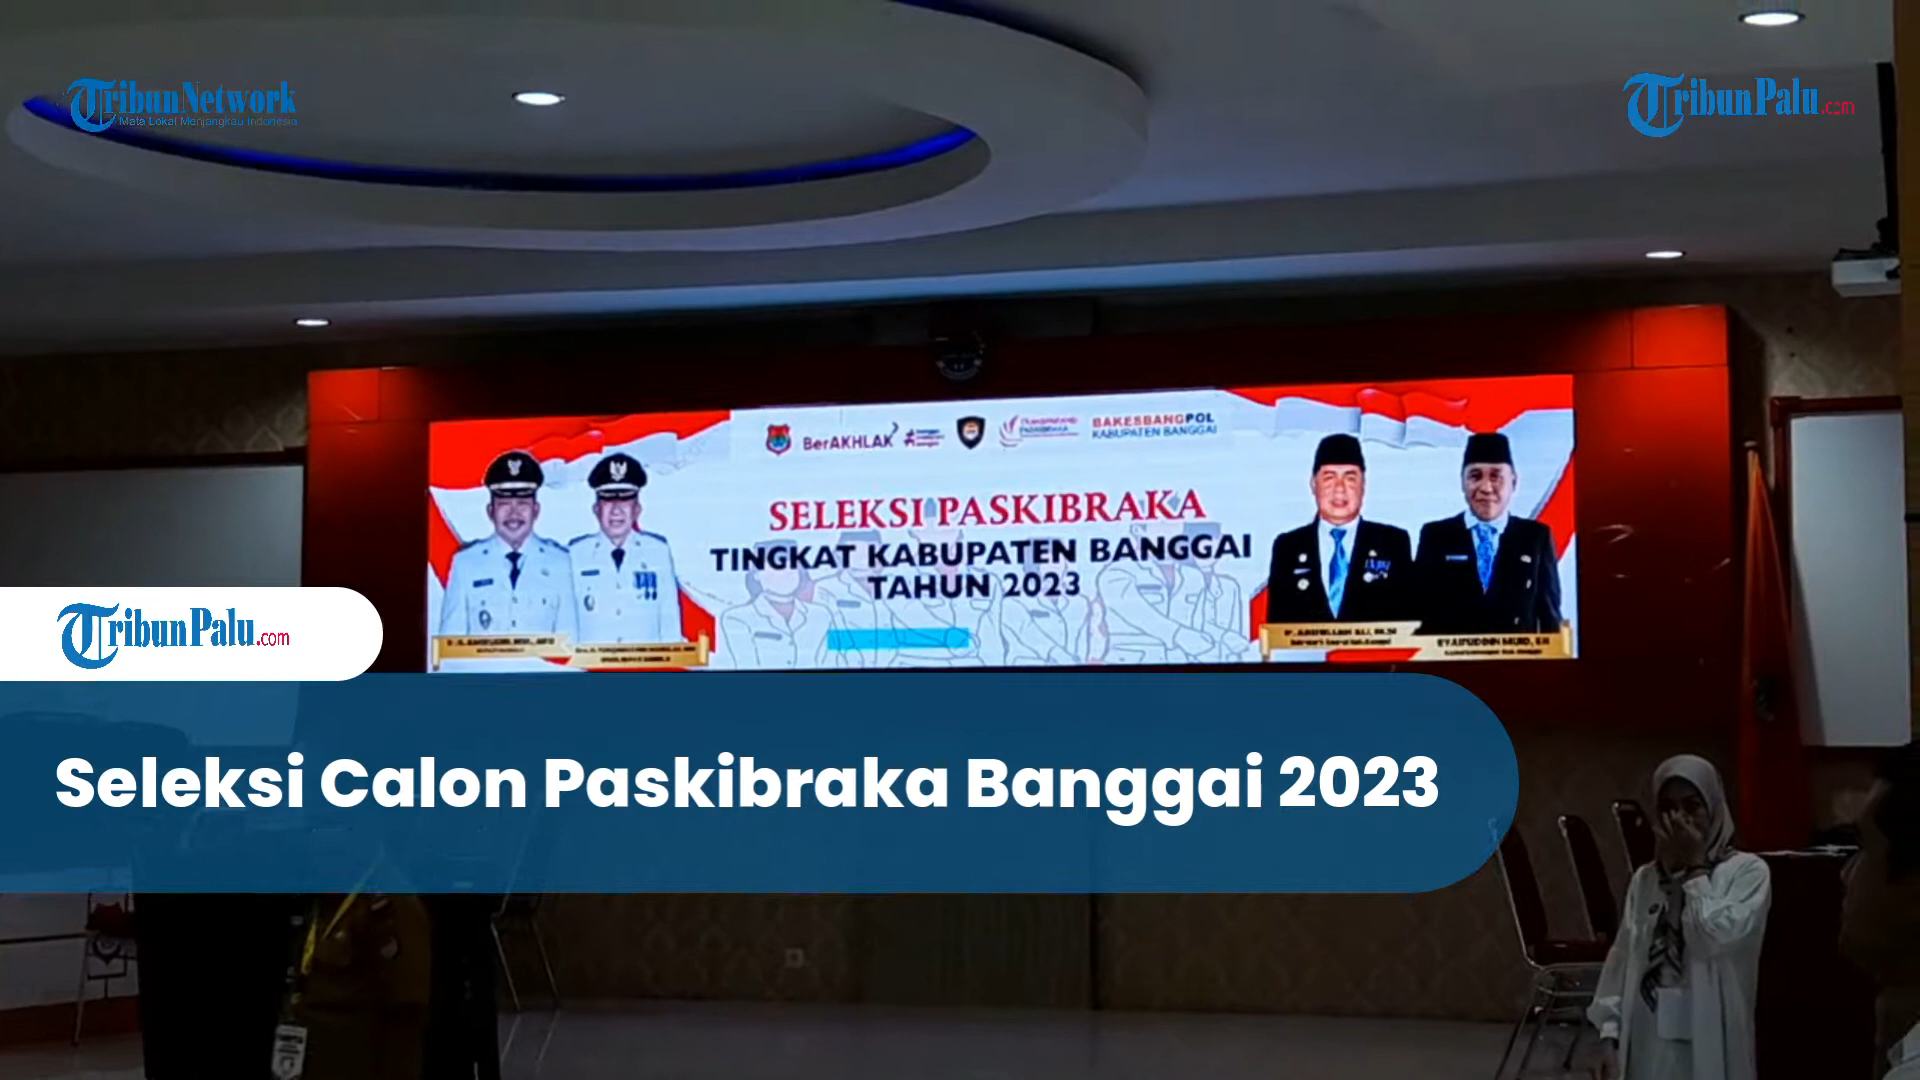 TribunNetwork
Mata Lokal Menjangkau Indonesia
TribunPalu.com
BerAKHLAK
BAKESBANGPOL
KABUPATEN BANGGAI
SELEKSI PASKIBRAKA
TINGKAT KABUPATEN BANGGAI
TAHUN 2023
TribunPalu.com
Seleksi Calon Paskibraka Banggai 2023